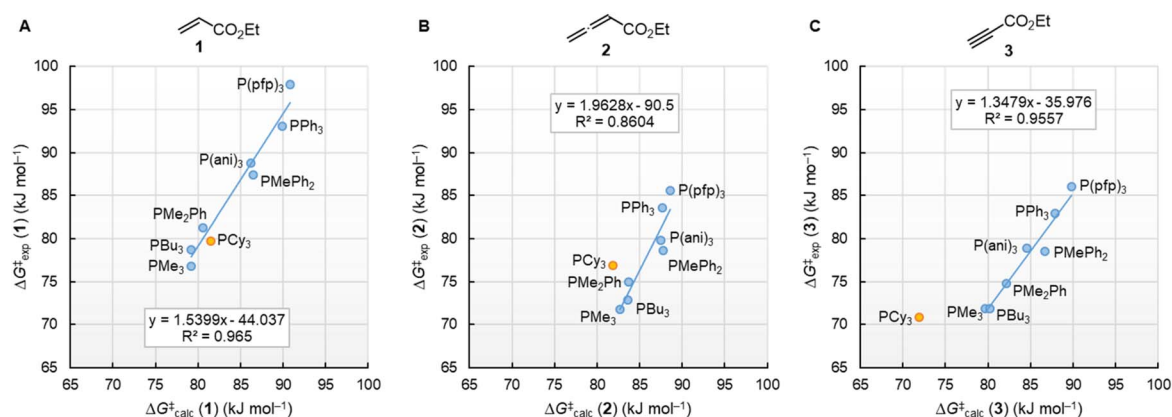 A
CO₂Et
1
100
95
90
85
80
75
70
65
ΔG‡exp (1) (kJ mol⁻¹)
P(pfp)₃
PPh₃
P(ani)₃
PMePh₂
PMe₂Ph
PBu₃
PCy₃
PMe₃
y = 1.5399x - 44.037
R² = 0.965
65 70 75 80 85 90 95 100
ΔG‡calc (1) (kJ mol⁻¹)
B
CO₂Et
2
100
95
90
85
80
75
70
65
ΔG‡exp (2) (kJ mol⁻¹)
y = 1.9628x - 90.5
R² = 0.8604
P(pfp)₃
PPh₃
P(ani)₃
PCy₃
PMePh₂
PMe₂Ph
PBu₃
PMe₃
65 70 75 80 85 90 95 100
ΔG‡calc (2) (kJ mol⁻¹)
C
CO₂Et
3
100
95
90
85
80
75
70
65
ΔG‡exp (3) (kJ mo⁻¹)
y = 1.3479x - 35.976
R² = 0.9557
P(pfp)₃
PPh₃
P(ani)₃
PMePh₂
PMe₂Ph
PCy₃
PMe₃
PBu₃
65 70 75 80 85 90 95 100
ΔG‡calc (3) (kJ mol⁻¹)